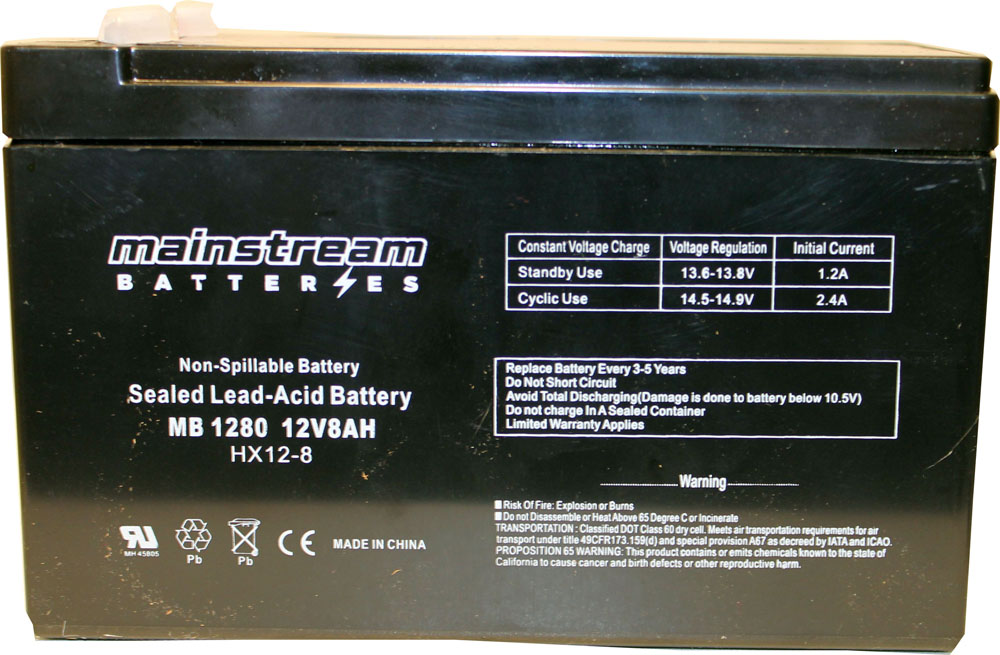 mainstream
BATTERIES
Non-Spillable Battery
Sealed Lead-Acid Battery
MB 1280 12V8AH
HX12-8
MH 45805
Pb
Pb
CE
MADE IN CHINA
Constant Voltage Charge Voltage Regulation Initial Current
Standby Use 13.6-13.8V 1.2A
Cyclic Use 14.5-14.9V 2.4A
Replace Battery Every 3-5 Years
Do Not Short Circuit
Avoid Total Discharging(Damage is done to battery below 10.5V)
Do not charge In A Sealed Container
Limited Warranty Applies
Warning
Risk Of Fire: Explosion or Burns
Do not Disassemble or Heat Above 65 Degree C or Incinerate
TRANSPORTATION : Classified DOT Class 60 dry cell. Meets air transportation requirements for air
transport under title 49CFR173.159(d) and special provision A67 as decreed by IATA and ICAO.
PROPOSITION 65 WARNING: This product contains or emits chemicals known to the state of
California to cause cancer and birth defects or other reproductive harm.